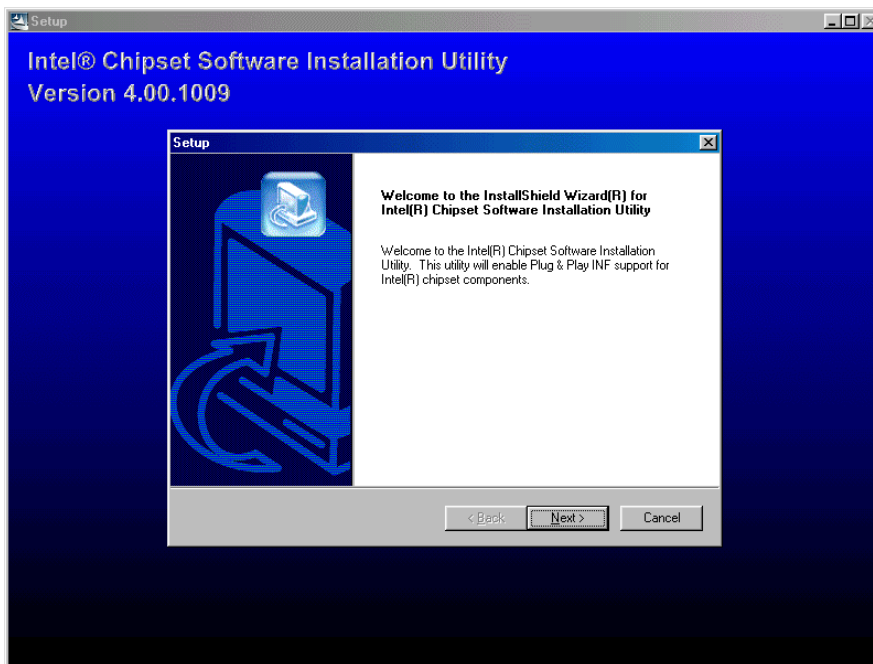 Setup
Intel® Chipset Software Installation Utility
Version 4.00.1009
Setup
Welcome to the InstallShield Wizard(R) for
Intel(R) Chipset Software Installation Utility
Welcome to the Intel(R) Chipset Software Installation
Utility. This utility will enable Plug & Play INF support for
Intel(R) chipset components.
< Back
Next >
Cancel